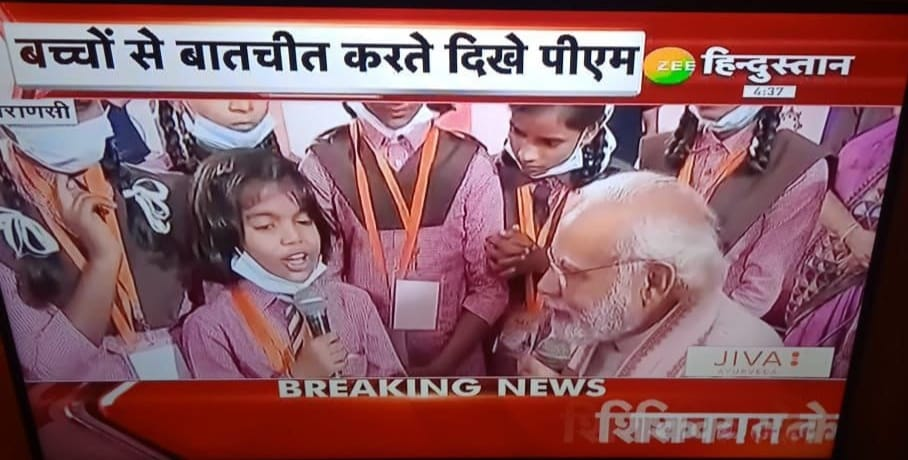 बच्चों से बातचीत करते दिखे पीएम
ZEE हिन्दुस्तान
4:37
राणसी
JIVA
AYURVEDA
BREAKING NEWS